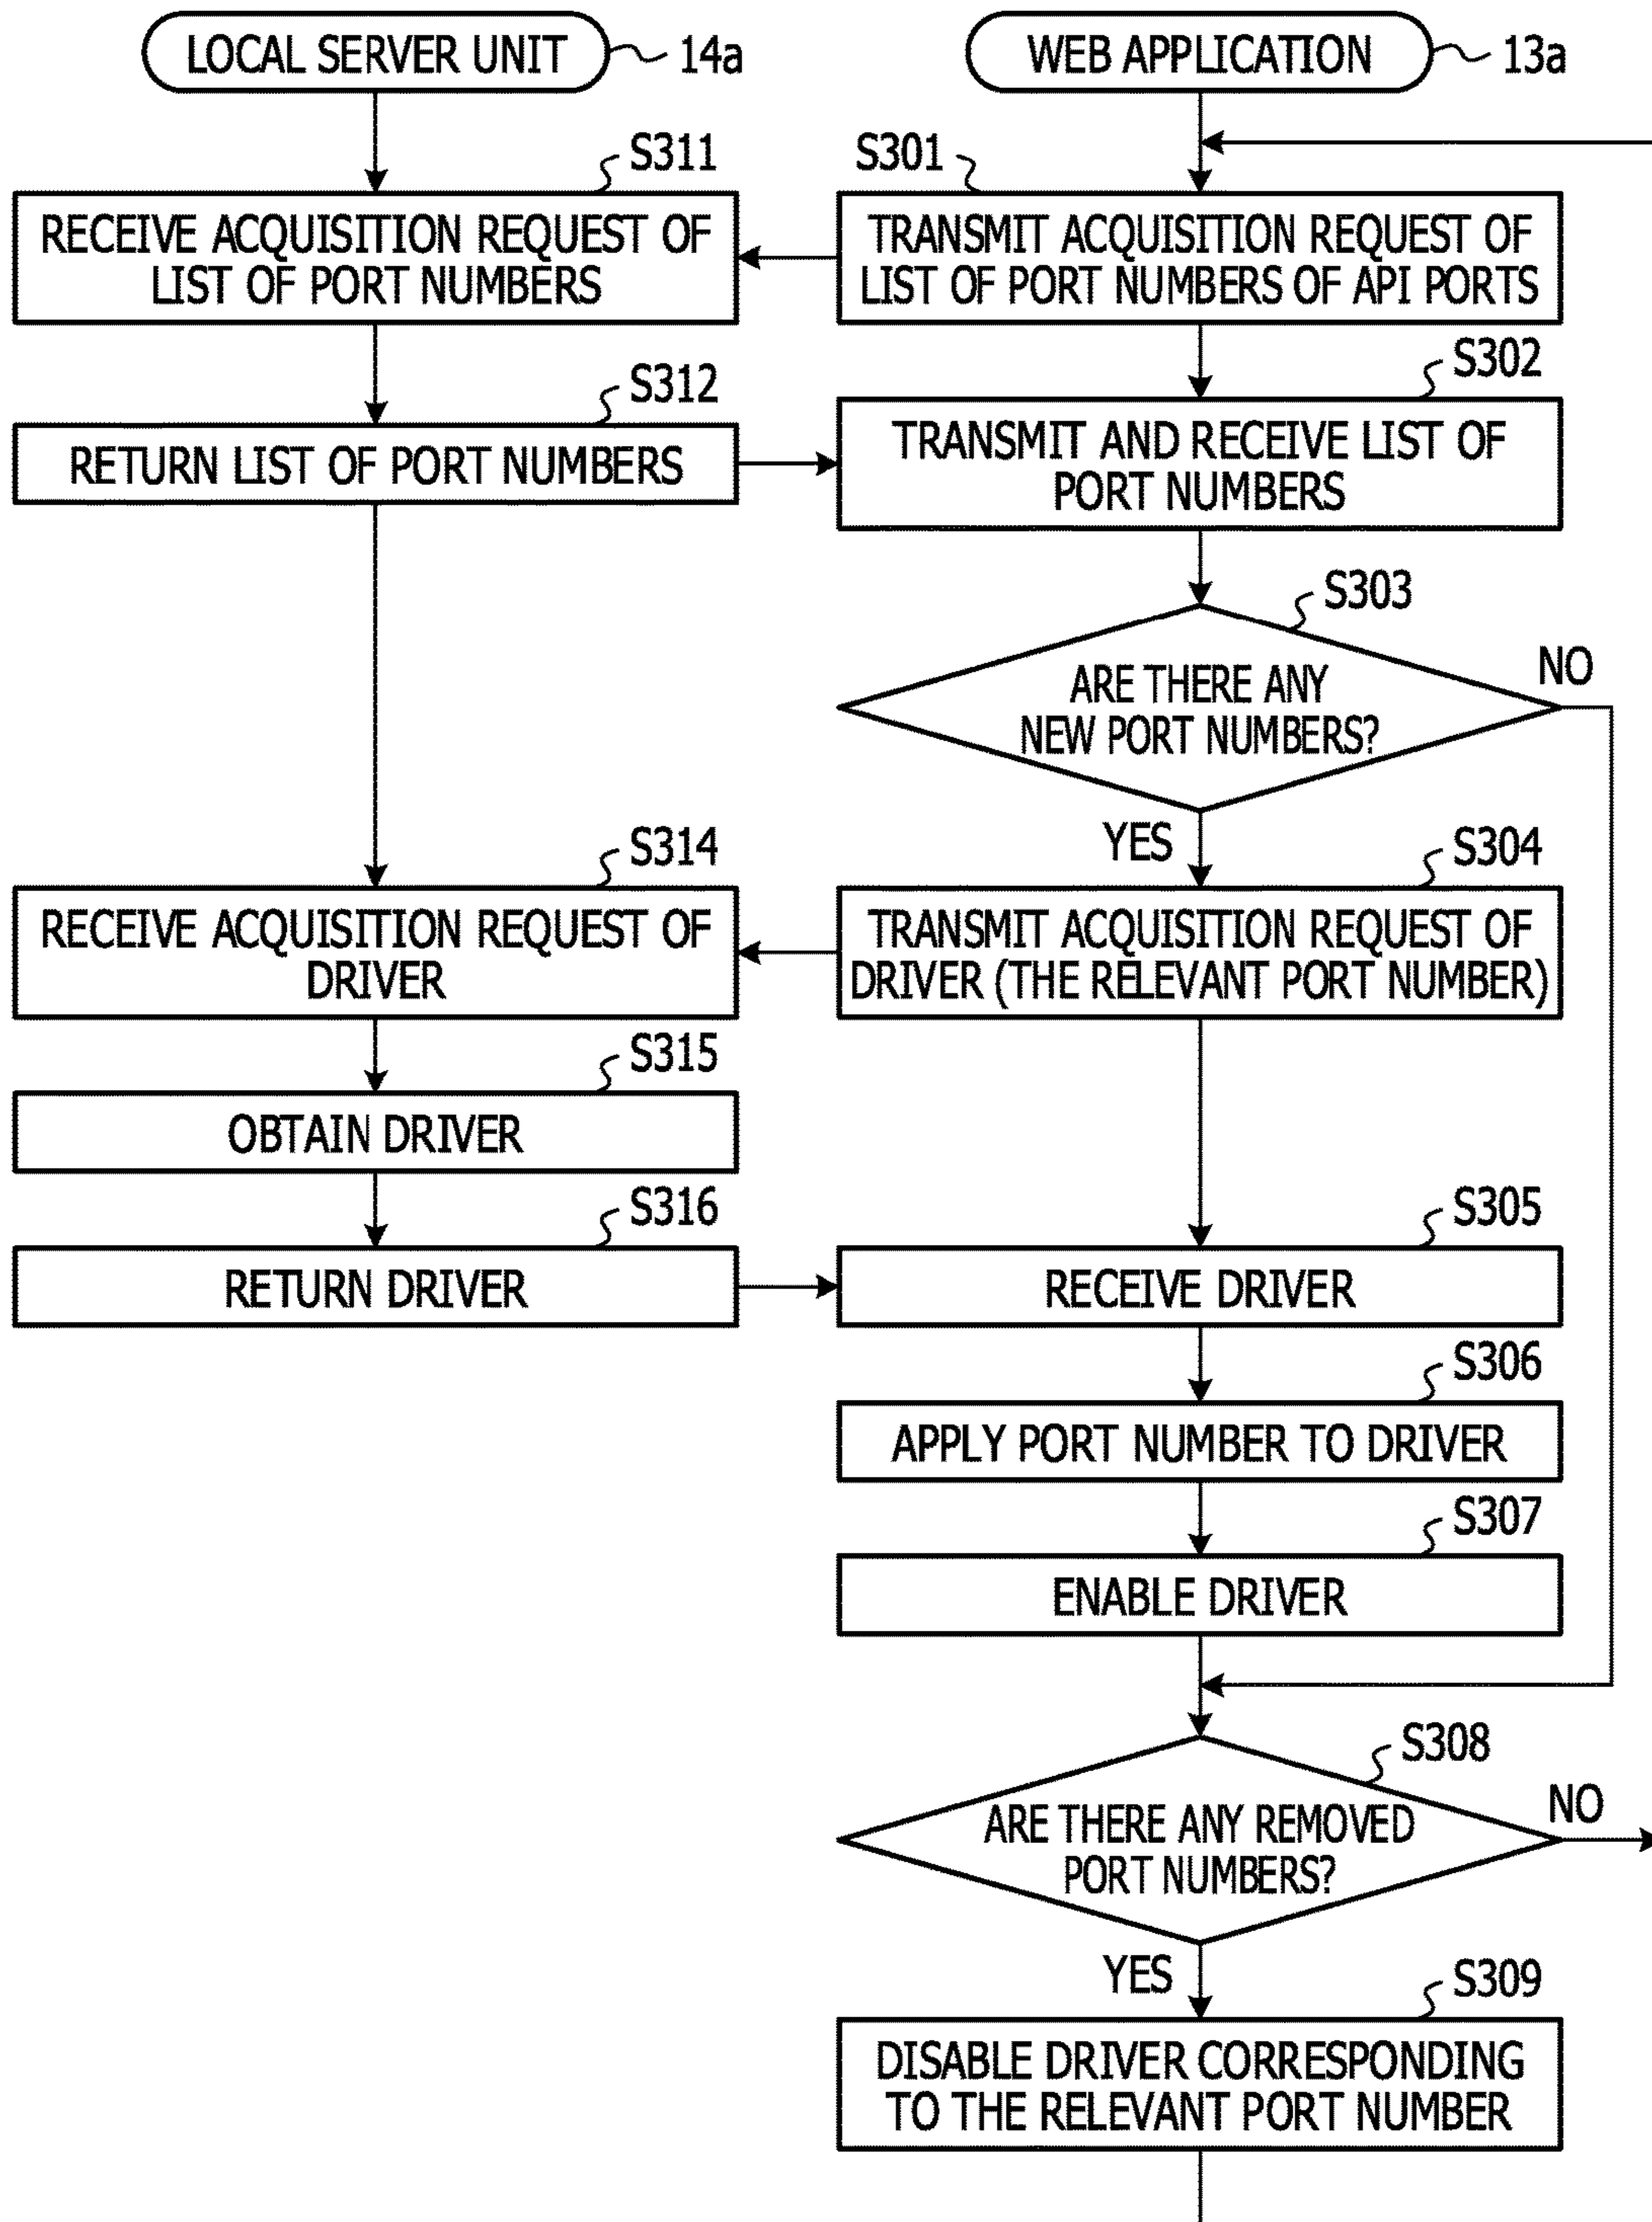 LOCAL SERVER UNIT
14a
WEB APPLICATION
13a
S311
S301
RECEIVE ACQUISITION REQUEST OF
LIST OF PORT NUMBERS
TRANSMIT ACQUISITION REQUEST OF
LIST OF PORT NUMBERS OF API PORTS
S312
S302
RETURN LIST OF PORT NUMBERS
TRANSMIT AND RECEIVE LIST OF
PORT NUMBERS
S303
ARE THERE ANY
NEW PORT NUMBERS?
NO
YES
S314
S304
RECEIVE ACQUISITION REQUEST OF
DRIVER
TRANSMIT ACQUISITION REQUEST OF
DRIVER (THE RELEVANT PORT NUMBER)
S315
OBTAIN DRIVER
S316
S305
RETURN DRIVER
RECEIVE DRIVER
S306
APPLY PORT NUMBER TO DRIVER
S307
ENABLE DRIVER
S308
ARE THERE ANY REMOVED
PORT NUMBERS?
NO
YES
S309
DISABLE DRIVER CORRESPONDING
TO THE RELEVANT PORT NUMBER